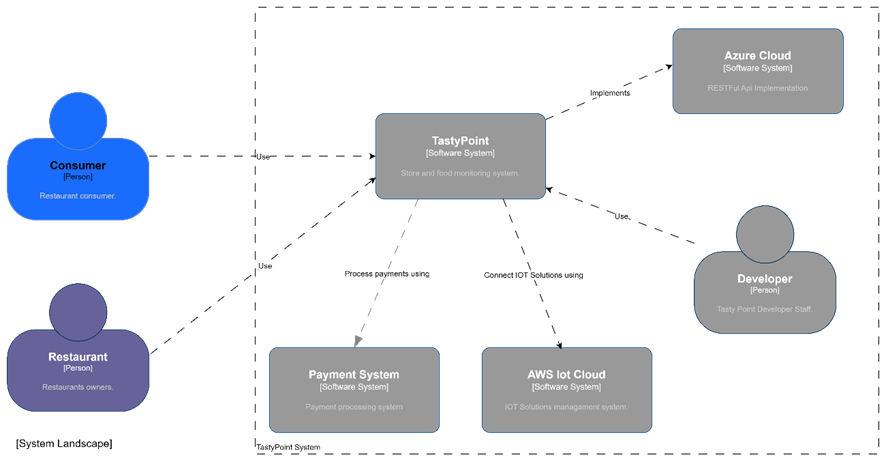 Azure Cloud
[Software System]
RESTFul Api Implementation
Implements
TastyPoint
[Software System]
Store and food monitoring system.
Consumer
[Person]
Restaurant consumer.
Use
Use
Use
Developer
[Person]
Tasty Point Developer Staff.
Process payments using
Connect IOT Solutions using
Restaurant
[Person]
Restaurants owners.
Payment System
[Software System]
Payment processing system
AWS Iot Cloud
[Software System]
IOT Solutions management system.
[System Landscape]
TastyPoint System